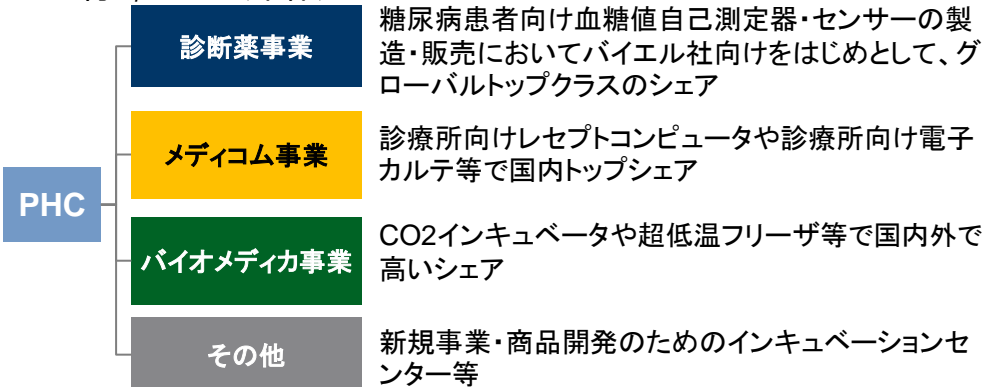 診断薬事業
糖尿病患者向け血糖値自己測定器・センサーの製
造・販売においてバイエル社向けをはじめとして、グ
ローバルトップクラスのシェア
メディコム事業
診療所向けレセプトコンピュータや診療所向け電子
カルテ等で国内トップシェア
PHC
バイオメディカ事業
CO2インキュベータや超低温フリーザ等で国内外で
高いシェア
その他
新規事業・商品開発のためのインキュベーションセ
ンター等